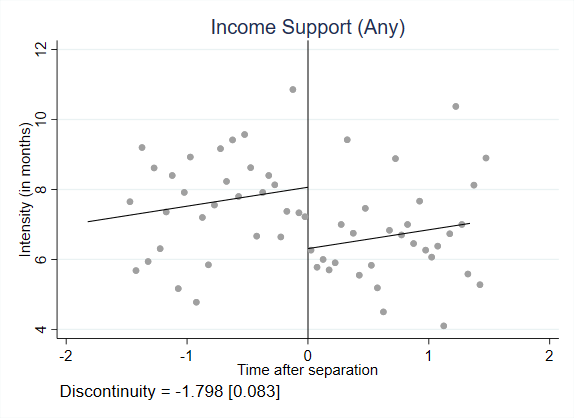 Income Support (Any)
Intensity (in months)
12
10
8
6
4
-2 -1 0 1 2
Time after separation
Discontinuity = -1.798 [0.083]